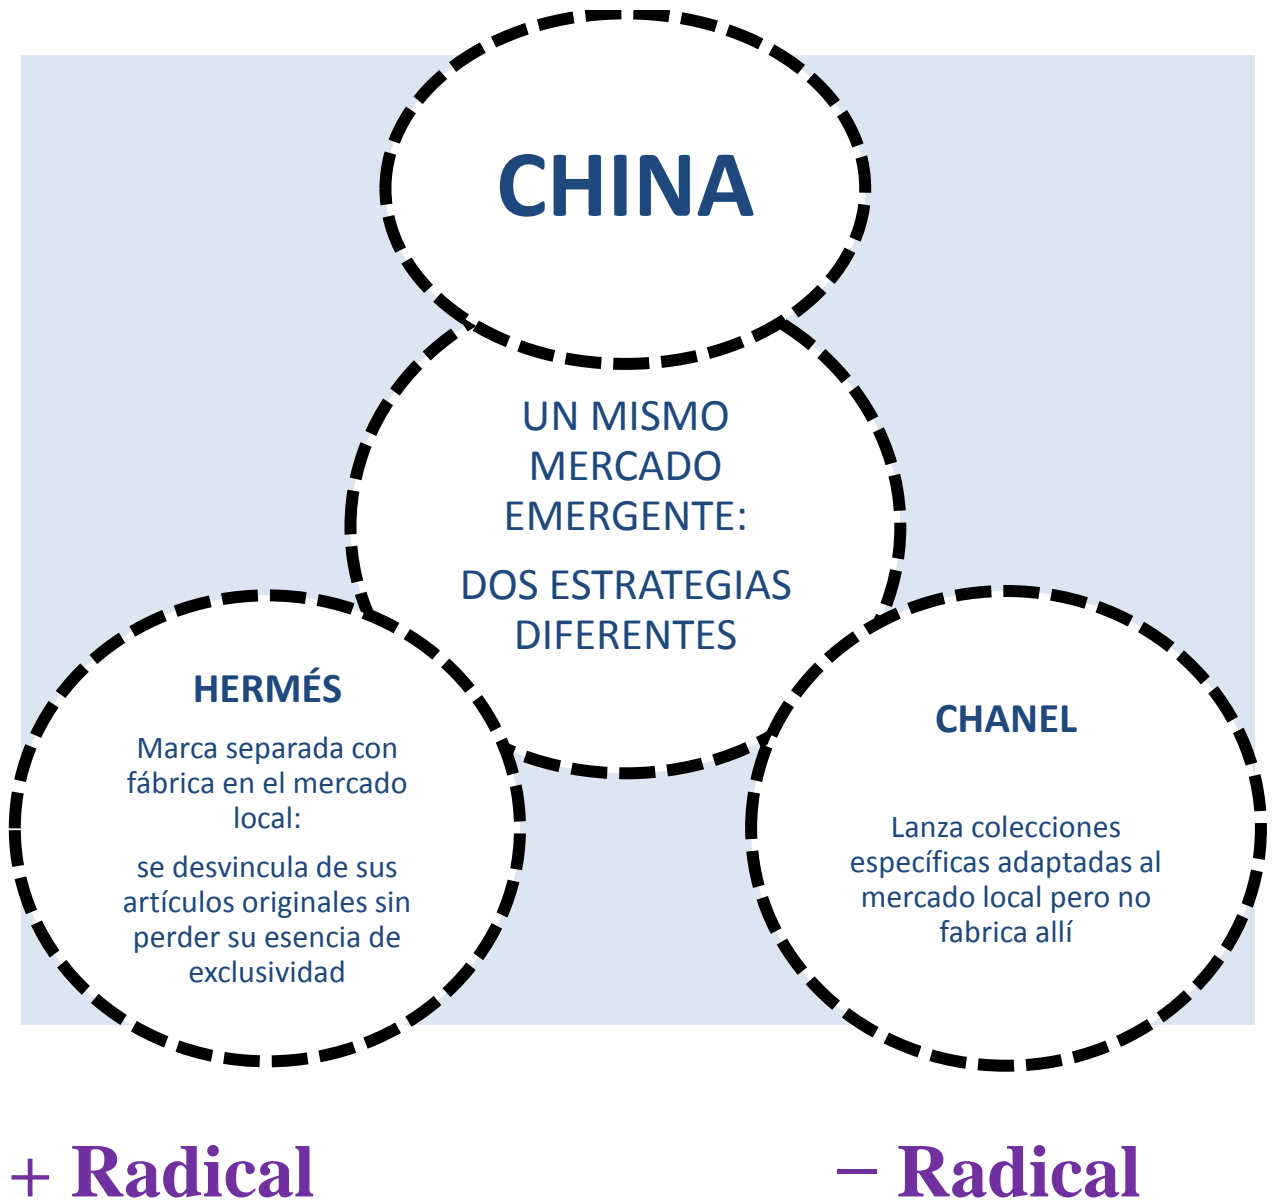 CHINA
UN MISMO
MERCADO
EMERGENTE:
DOS ESTRATEGIAS
DIFERENTES
HERMÉS
Marca separada con
fábrica en el mercado
local:
se desvincula de sus
artículos originales sin
perder su esencia de
exclusividad
CHANEL
Lanza colecciones
específicas adaptadas al
mercado local pero no
fabrica allí
+ Radical
− Radical